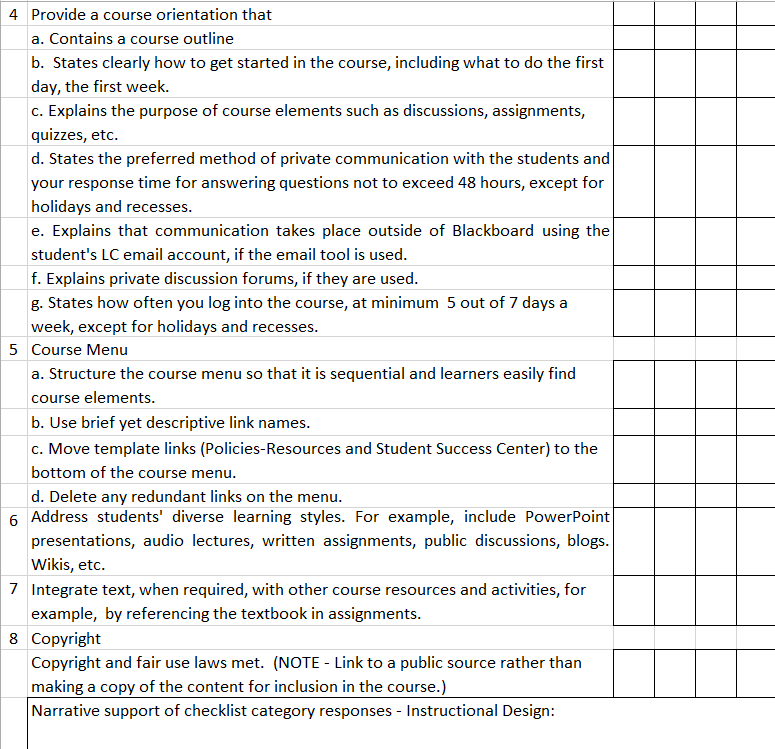 4 Provide a course orientation that
a. Contains a course outline
b.  States clearly how to get started in the course, including what to do the first
day, the first week.
c. Explains the purpose of course elements such as discussions, assignments,
quizzes, etc.
d. States the preferred method of private communication with the students and
your response time for answering questions not to exceed 48 hours, except for
holidays and recesses.
e. Explains that communication takes place outside of Blackboard using the
student's LC email account, if the email tool is used.
f. Explains private discussion forums, if they are used.
g. States how often you log into the course, at minimum  5 out of 7 days a
week, except for holidays and recesses.
5 Course Menu
a. Structure the course menu so that it is sequential and learners easily find
course elements.
b. Use brief yet descriptive link names.
c. Move template links (Policies-Resources and Student Success Center) to the
bottom of the course menu.
d. Delete any redundant links on the menu.
6 Address students' diverse learning styles. For example, include PowerPoint
presentations, audio lectures, written assignments, public discussions, blogs.
Wikis, etc.
7 Integrate text, when required, with other course resources and activities, for
example,  by referencing the textbook in assignments.
8 Copyright
Copyright and fair use laws met.  (NOTE - Link to a public source rather than
making a copy of the content for inclusion in the course.)
Narrative support of checklist category responses - Instructional Design: